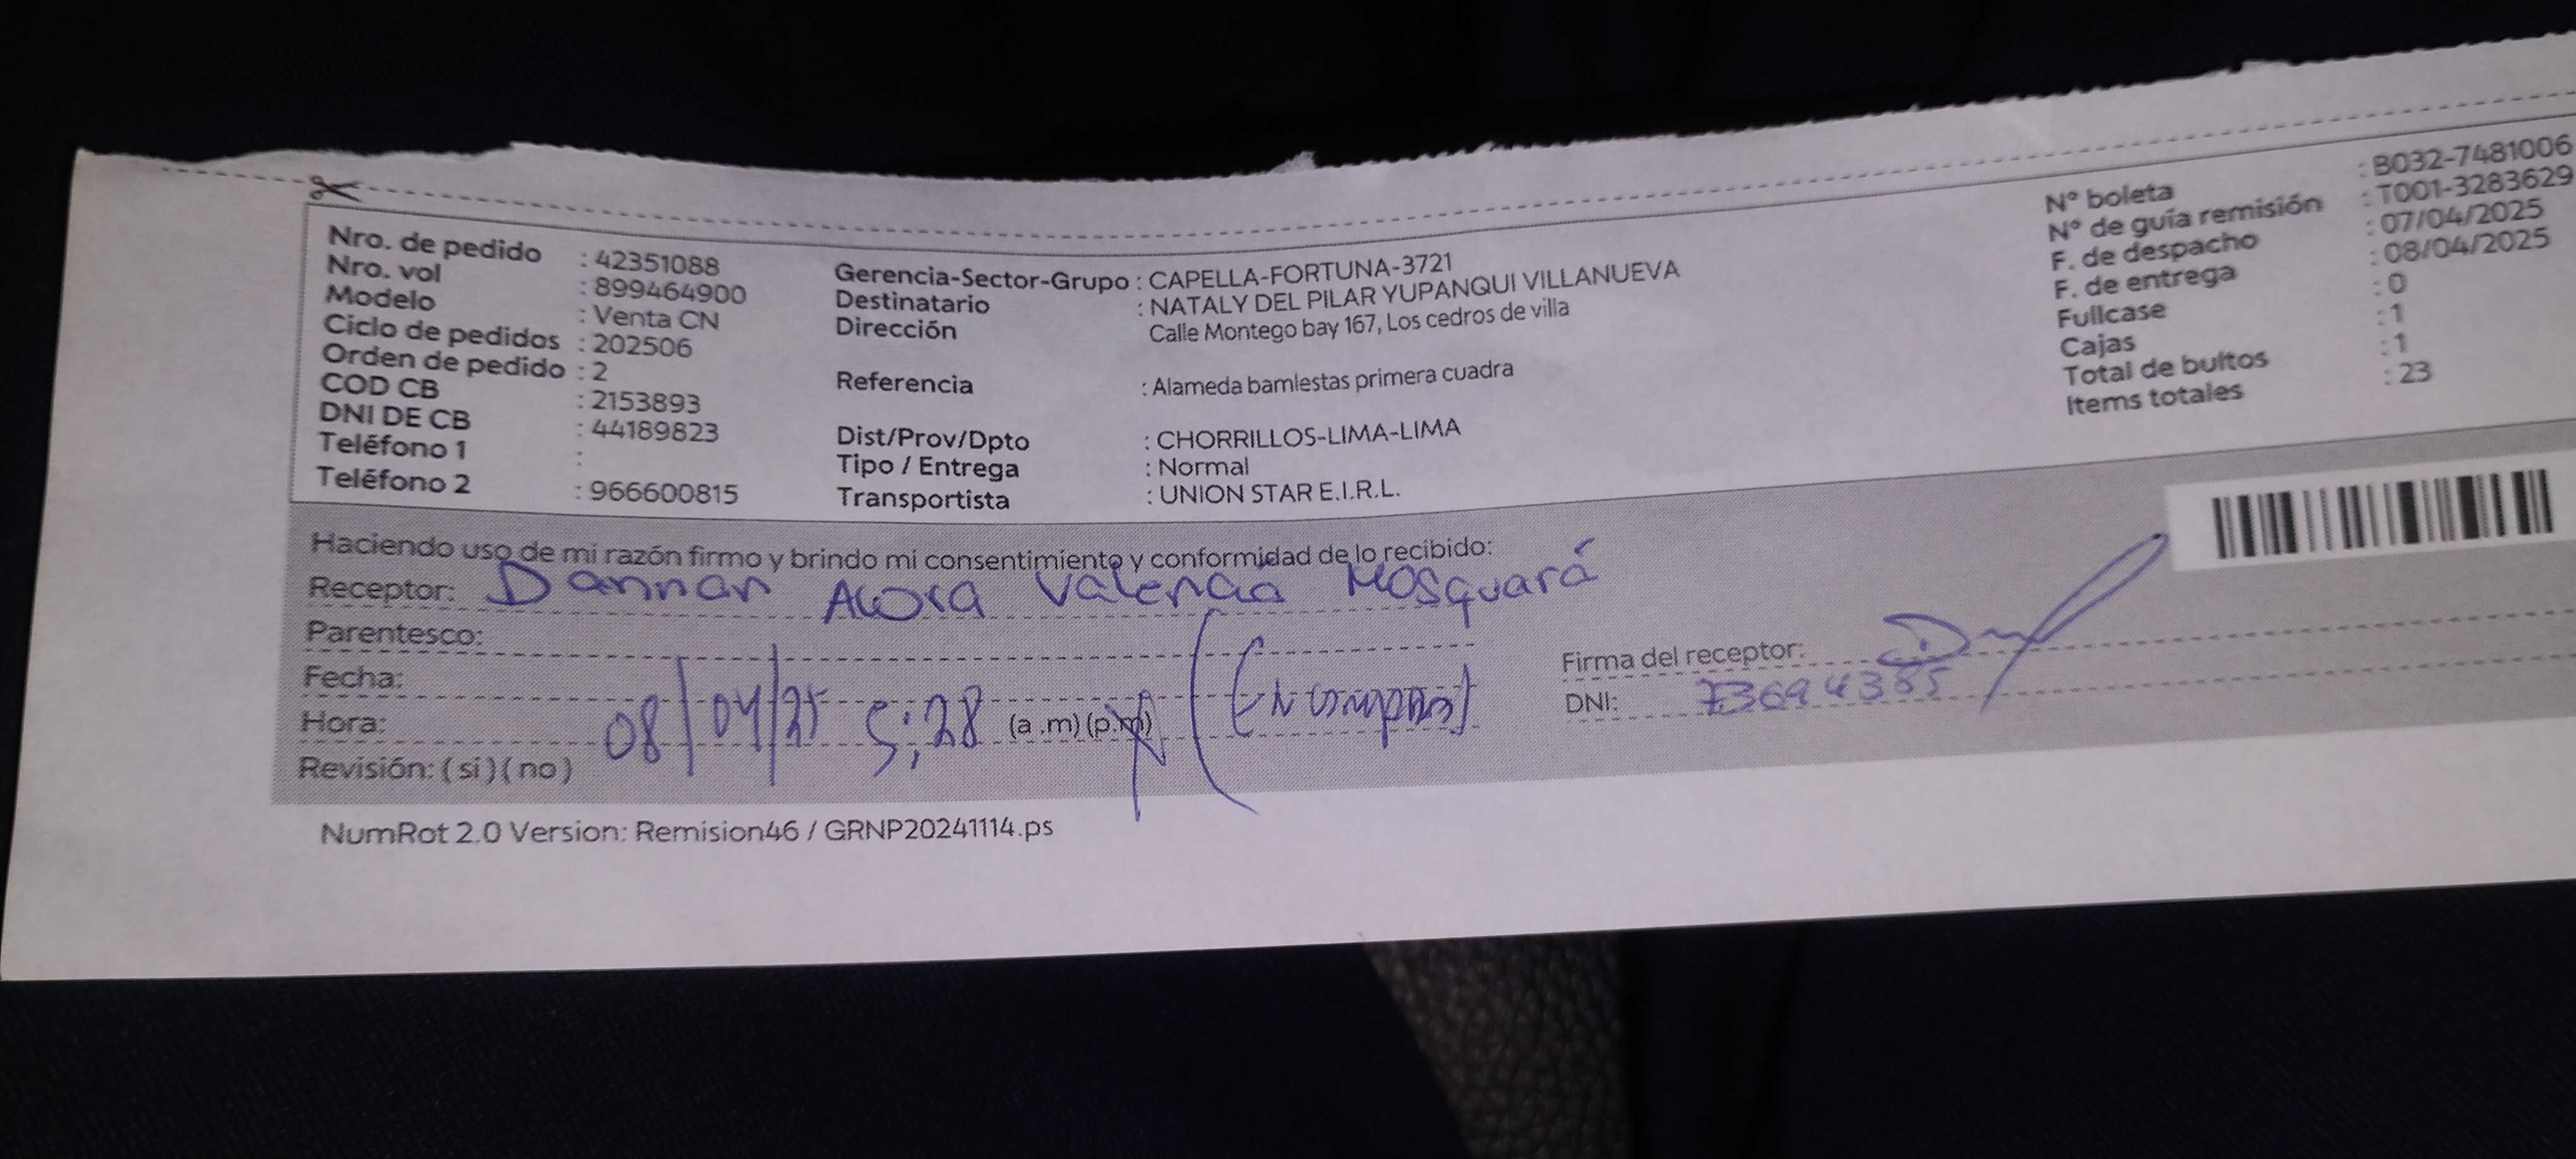 Nro. de pedido : 42351088
Nro. vol : 899464900
Modelo : Venta CN
Ciclo de pedidos : 202506
Orden de pedido : 2
COD CB : 2153893
DNI DE CB : 44189823
Teléfono 1 :
Teléfono 2 : 966600815
Gerencia-Sector-Grupo : CAPELLA-FORTUNA-3721
Destinatario : NATALY DEL PILAR YUPANQUI VILLANUEVA
Dirección Calle Montego bay 167, Los cedros de villa
Referencia : Alameda bamlestas primera cuadra
Dist/Prov/Dpto : CHORRILLOS-LIMA-LIMA
Tipo / Entrega : Normal
Transportista : UNION STAR E.I.R.L.
N° boleta : B032-7481006
N° de guía remisión : T001-3283629
F. de despacho : 07/04/2025
F. de entrega : 08/04/2025
Fullcase : 0
Cajas : 1
Total de bultos : 1
Items totales : 23
Haciendo uso de mi razón firmo y brindo mi consentimiento y conformidad de lo recibido:
Receptor: Dannan Valencia
Parentesco:
Fecha: 08/04/25
Hora: 5:28 (a.m) (p.m)
Revisión: (si) (no)
Firma del receptor:
DNI: 73694385
NumRot 2.0 Version: Remision46 / GRNP20241114.ps